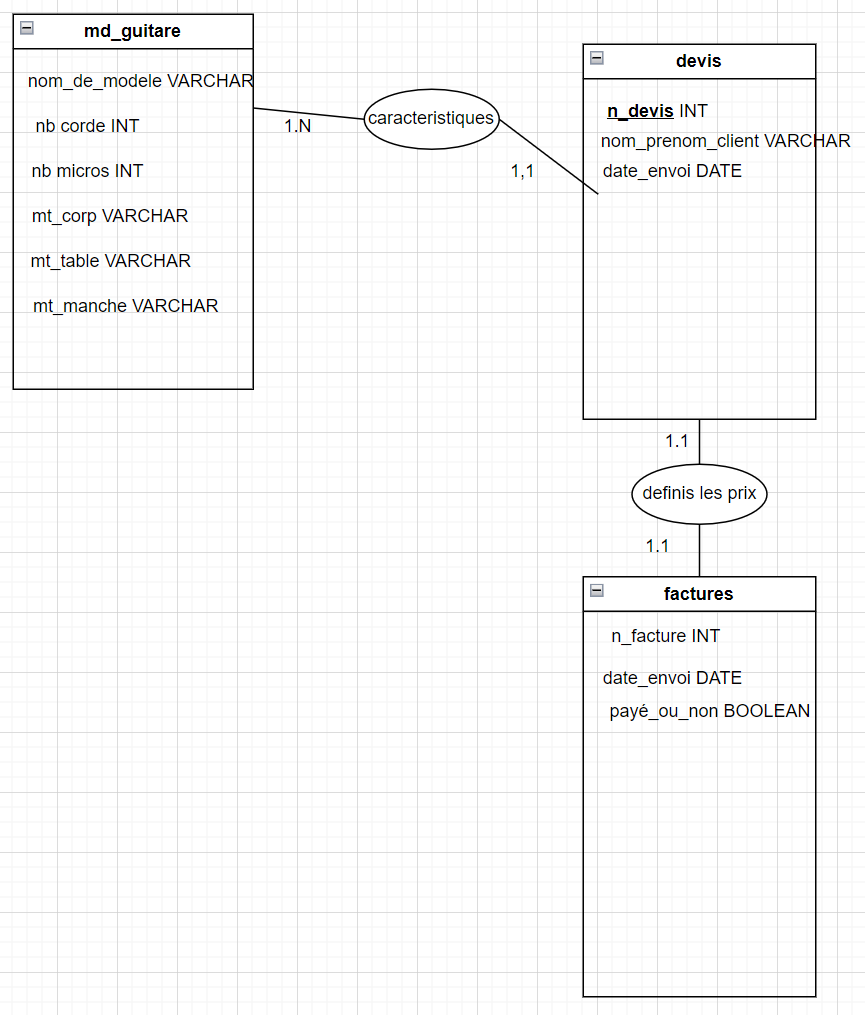 md_guitare
nom_de_modele VARCHAR
nb corde INT
nb micros INT
mt_corp VARCHAR
mt_table VARCHAR
mt_manche VARCHAR
1.N
caracteristiques
1,1
devis
n_devis INT
nom_prenom_client VARCHAR
date_envoi DATE
1.1
definis les prix
1.1
factures
n_facture INT
date_envoi DATE
payé_ou_non BOOLEAN